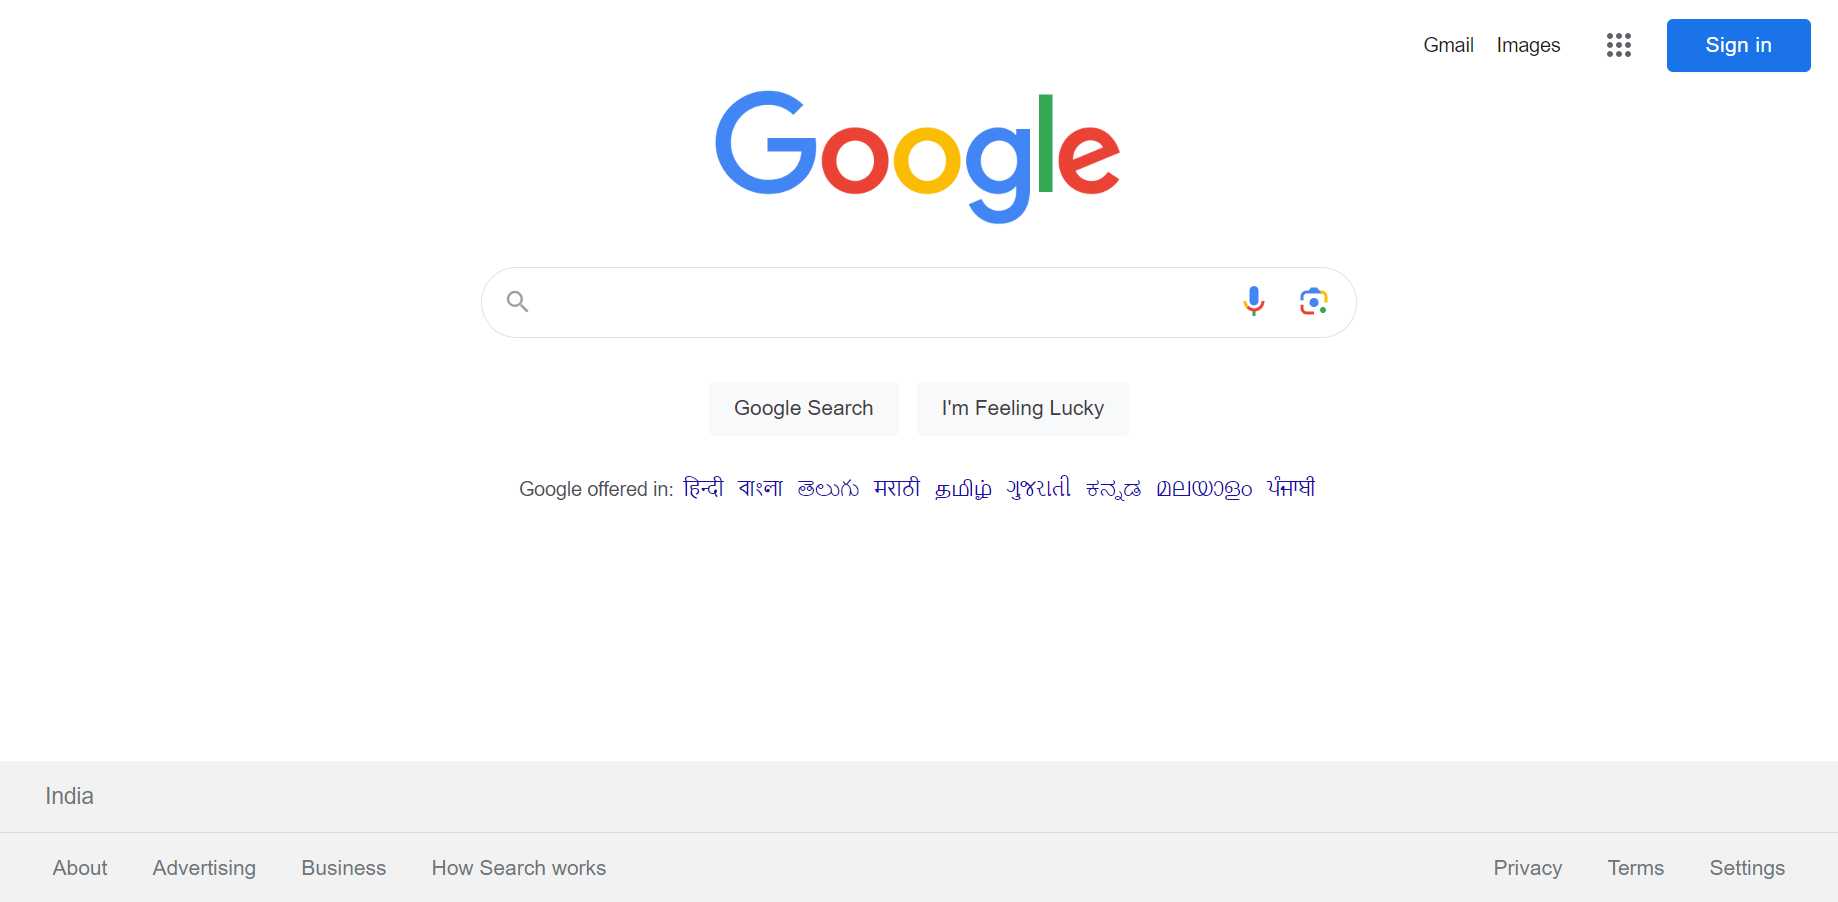 Gmail Images Sign in
Google
Google Search I'm Feeling Lucky
Google offered in: हिन्दी বাংলা తెలుగు मराठी தமிழ் ગુજરાતી ಕನ್ನಡ മലയാളം ਪੰਜਾਬੀ
India
About Advertising Business How Search works Privacy Terms Settings